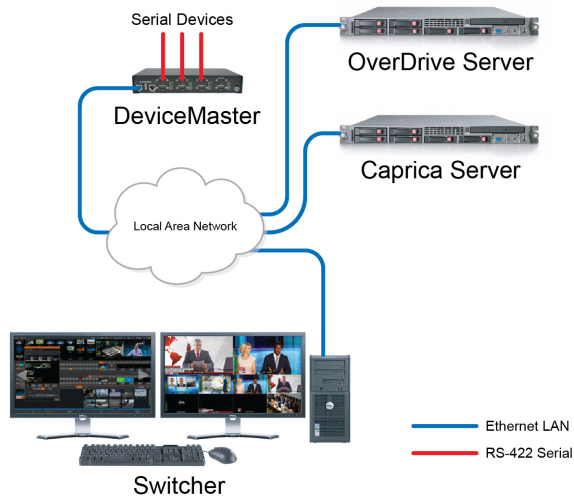 Serial Devices
OverDrive Server
DeviceMaster
Caprica Server
Local Area Network
Ethernet LAN
RS-422 Serial
Switcher